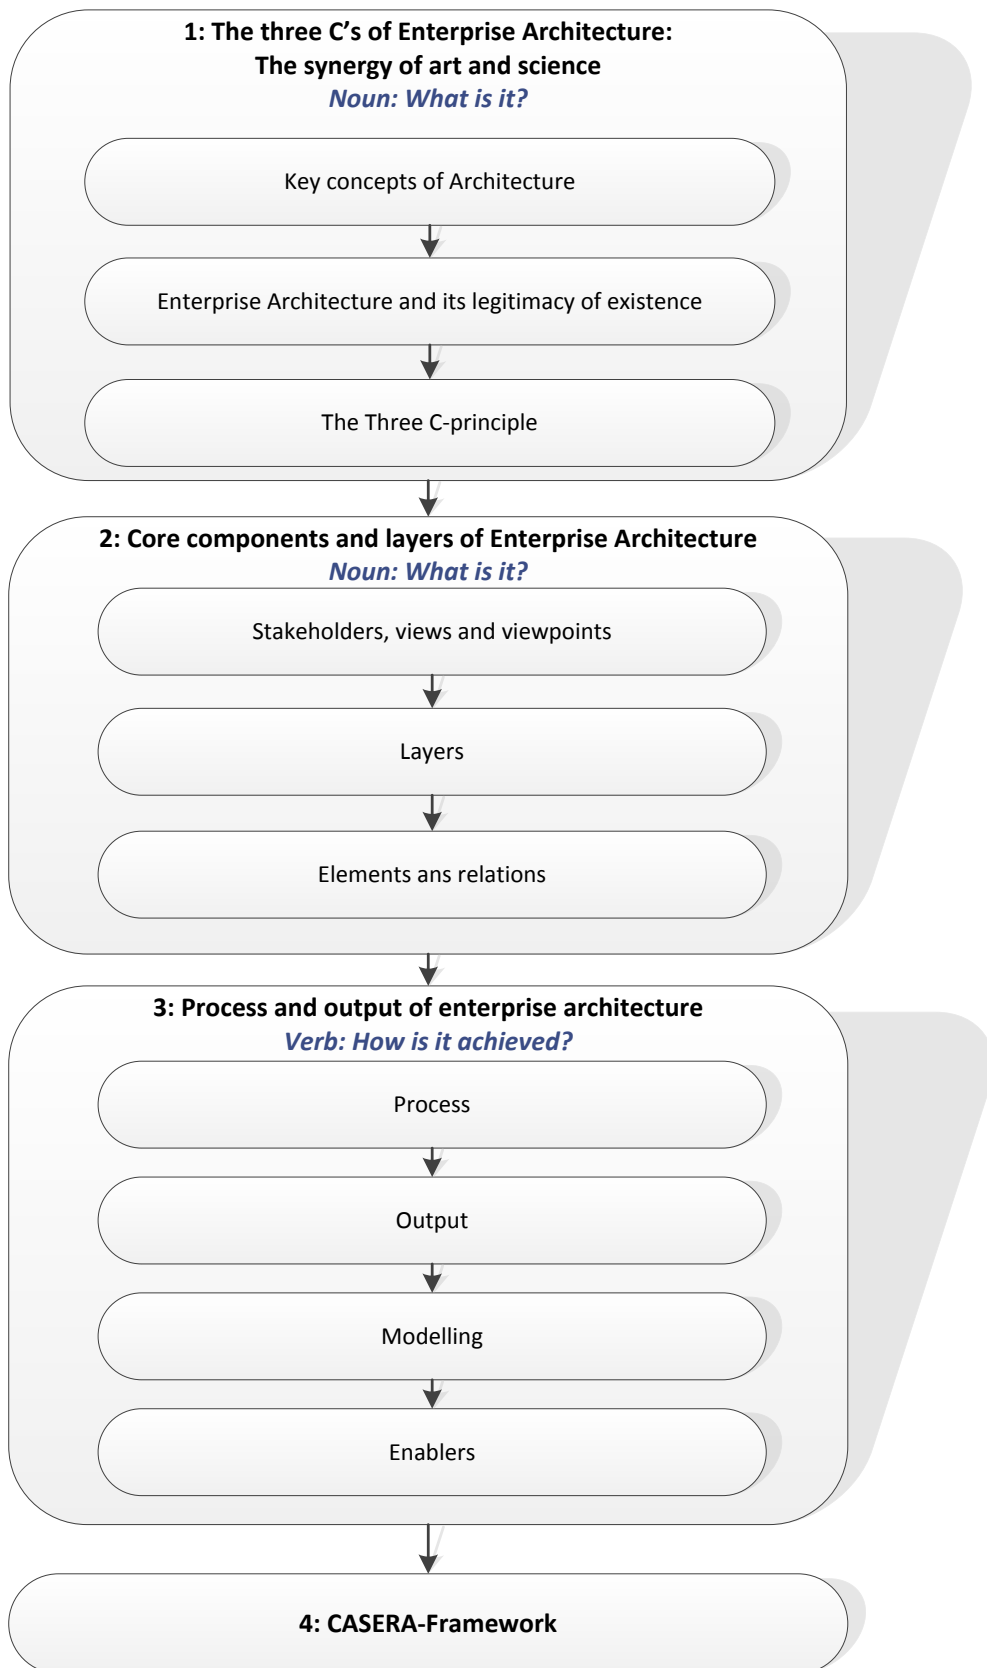 1: The three C’s of Enterprise Architecture:
The synergy of art and science
Noun: What is it?
Key concepts of Architecture
Enterprise Architecture and its legitimacy of existence
The Three C-principle
2: Core components and layers of Enterprise Architecture
Noun: What is it?
Stakeholders, views and viewpoints
Layers
Elements ans relations
3: Process and output of enterprise architecture
Verb: How is it achieved?
Process
Output
Modelling
Enablers
4: CASERA-Framework